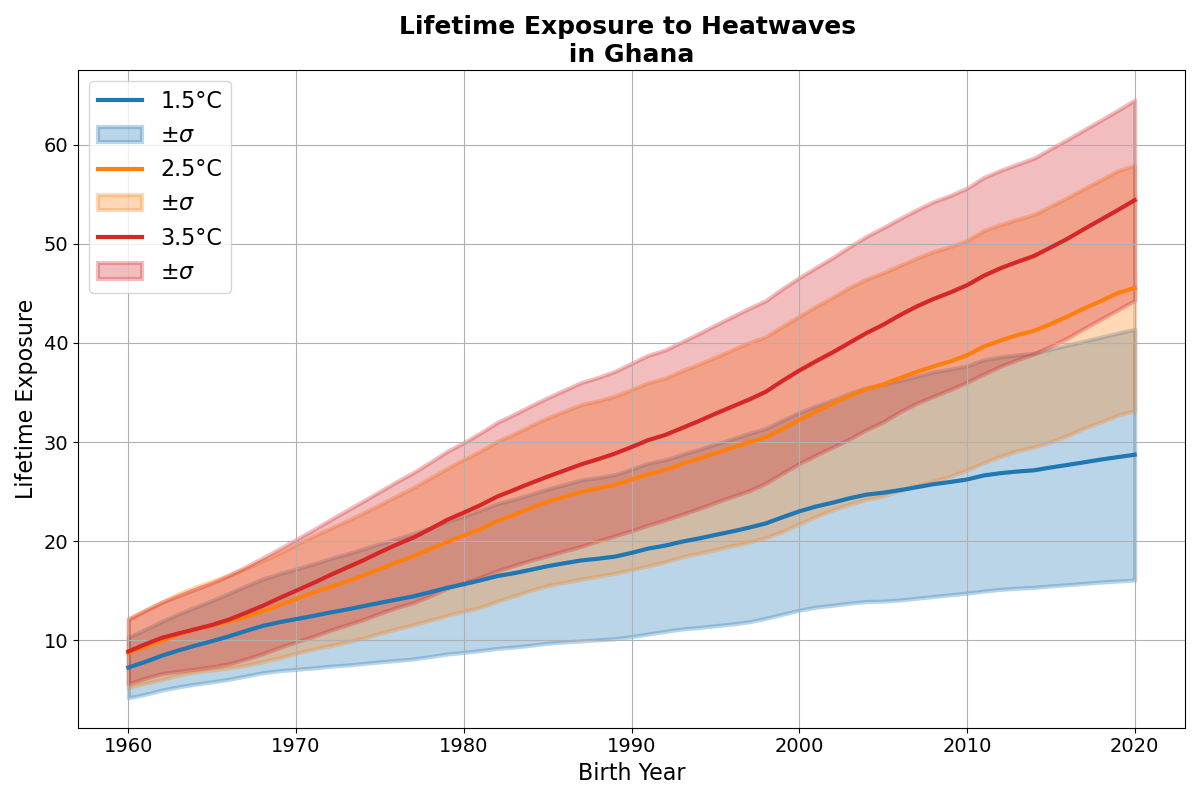 Lifetime Exposure to Heatwaves
in Ghana
1.5°C
±σ
2.5°C
±σ
3.5°C
±σ
60
50
40
30
20
10
Lifetime Exposure
1960 1970 1980 1990 2000 2010 2020
Birth Year